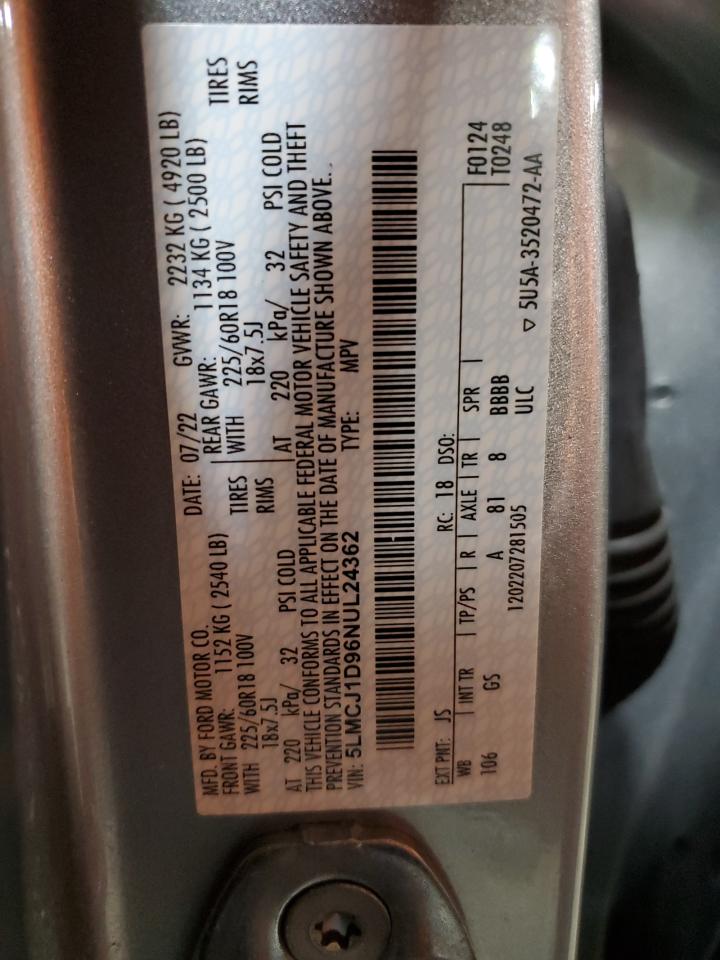 MFD. BY FORD MOTOR CO.
DATE: 07/22 GVWR: 2232 KG ( 4920 LB)
FRONT GAWR: 1152 KG ( 2540 LB)
REAR GAWR: 1134 KG ( 2500 LB)
WITH 225/60R18 100V TIRES
WITH 225/60R18 100V TIRES
18x7.5J RIMS
18x7.5J RIMS
AT 220 kPa/ 32 PSI COLD
AT 220 kPa/ 32 PSI COLD
THIS VEHICLE CONFORMS TO ALL APPLICABLE FEDERAL MOTOR VEHICLE SAFETY AND THEFT
PREVENTION STANDARDS IN EFFECT ON THE DATE OF MANUFACTURE SHOWN ABOVE..
VIN: 5LMCJ1D96NUL24362 TYPE: MPV
EXT PNT: JS RC: 18 DSO: F0124
WB INT TR TP/PS R AXLE TR SPR T0248
106 GS A 81 8 BBBB
ULC
1202207281505 ▽ 5U5A-3520472-AA